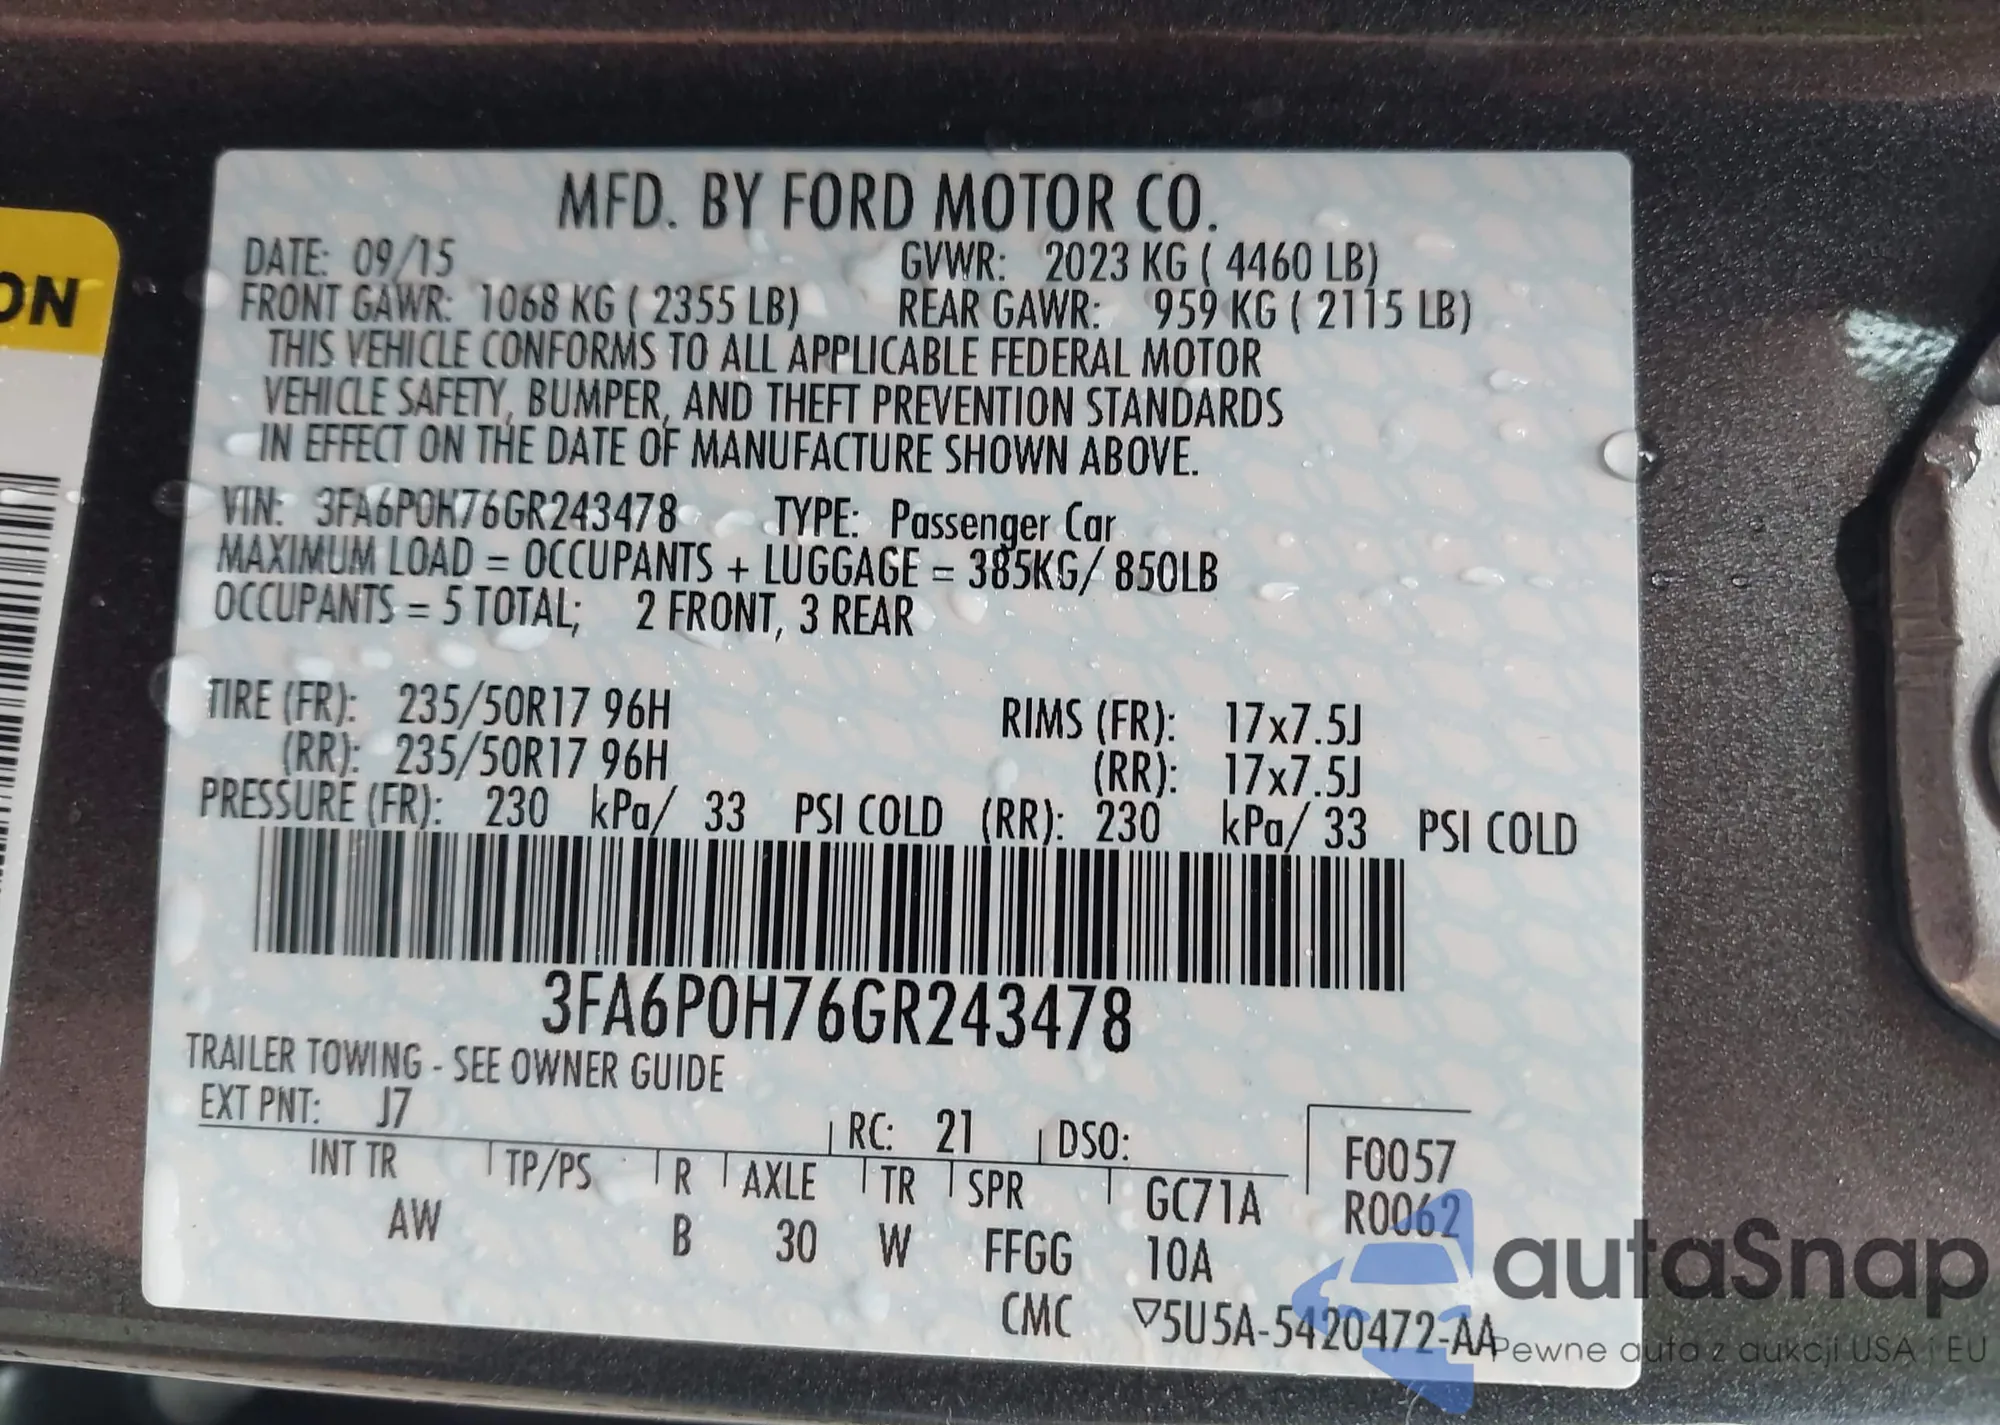 MFD. BY FORD MOTOR CO.
DATE: 09/15 GVWR: 2023 KG ( 4460 LB)
FRONT GAWR: 1068 KG ( 2355 LB) REAR GAWR: 959 KG ( 2115 LB)
THIS VEHICLE CONFORMS TO ALL APPLICABLE FEDERAL MOTOR
VEHICLE SAFETY, BUMPER, AND THEFT PREVENTION STANDARDS
IN EFFECT ON THE DATE OF MANUFACTURE SHOWN ABOVE.
VIN: 3FA6P0H76GR243478 TYPE: Passenger Car
MAXIMUM LOAD = OCCUPANTS + LUGGAGE = 385KG/ 850LB
OCCUPANTS = 5 TOTAL; 2 FRONT, 3 REAR
TIRE (FR): 235/50R17 96H RIMS (FR): 17x7.5J
(RR): 235/50R17 96H (RR): 17x7.5J
PRESSURE (FR): 230 kPa/ 33 PSI COLD (RR): 230 kPa/ 33 PSI COLD
3FA6P0H76GR243478
TRAILER TOWING - SEE OWNER GUIDE
EXT PNT: J7 RC: 21 DSO: F0057
INT TR TP/PS R AXLE TR SPR GC71A R0062
AW B 30 W FFGG 10A
CMC ▽5U5A-5420472-AA
ON
autaSnap
Pewne auta z aukcji USA i EU